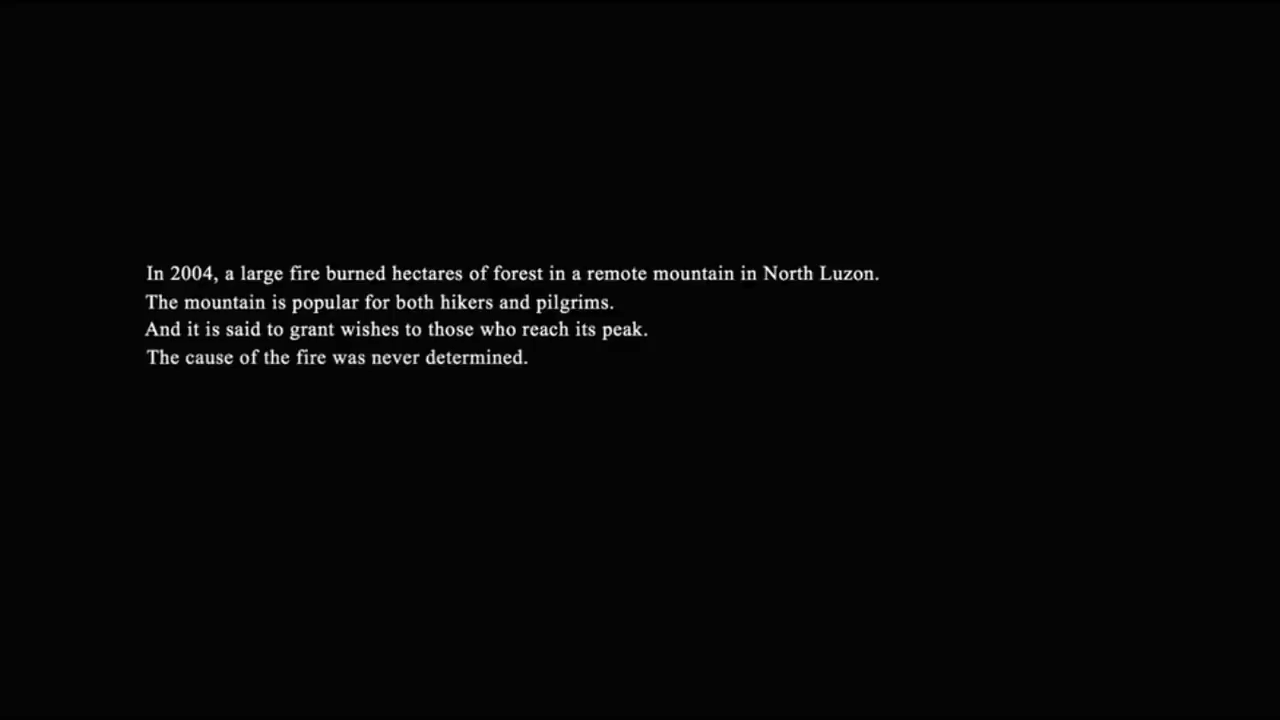 In 2004, a large fire burned hectares of forest in a remote mountain in North Luzon.
The mountain is popular for both hikers and pilgrims.
And it is said to grant wishes to those who reach its peak.
The cause of the fire was never determined.